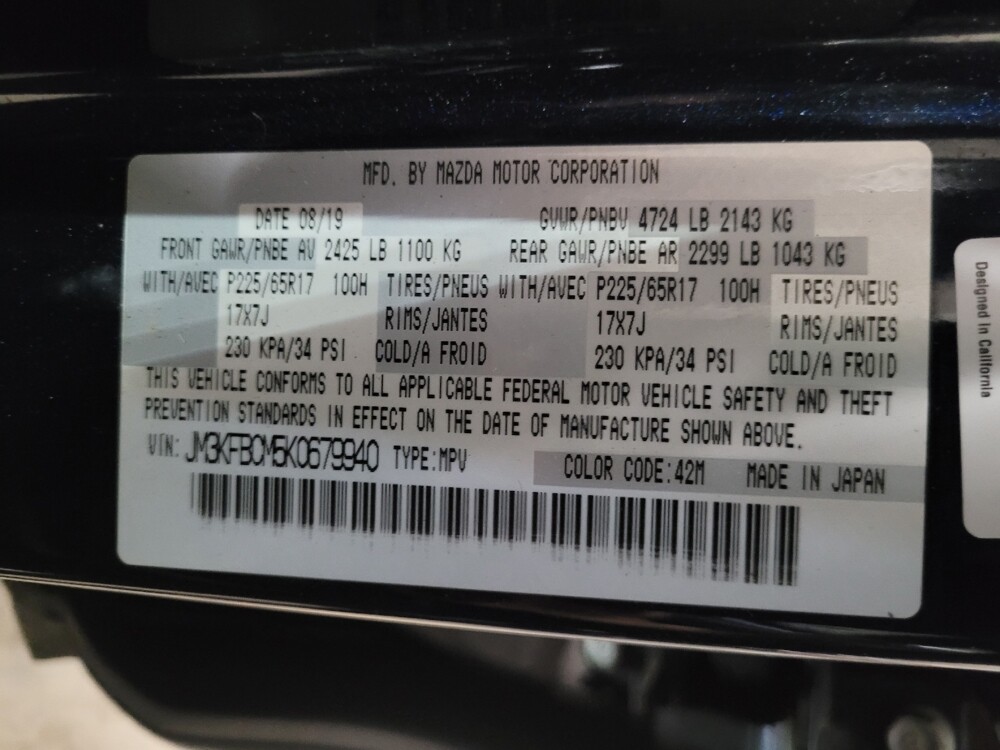 MFD. BY MAZDA MOTOR CORPORATION
DATE 08/19 GVWR/PNBV 4724 LB 2143 KG
FRONT GAWR/PNBE AV 2425 LB 1100 KG REAR GAWR/PNBE AR 2299 LB 1043 KG
WITH/AVEC P225/65R17 100H TIRES/PNEUS WITH/AVEC P225/65R17 100H TIRES/PNEUS
17X7J RIMS/JANTES 17X7J RIMS/JANTES
230 KPA/34 PSI COLD/A FROID 230 KPA/34 PSI COLD/A FROID
THIS VEHICLE CONFORMS TO ALL APPLICABLE FEDERAL MOTOR VEHICLE SAFETY AND THEFT
PREVENTION STANDARDS IN EFFECT ON THE DATE OF MANUFACTURE SHOWN ABOVE.
VIN: JM3KFBCM5K0679940 TYPE:MPV COLOR CODE:42M MADE IN JAPAN
Designed in California